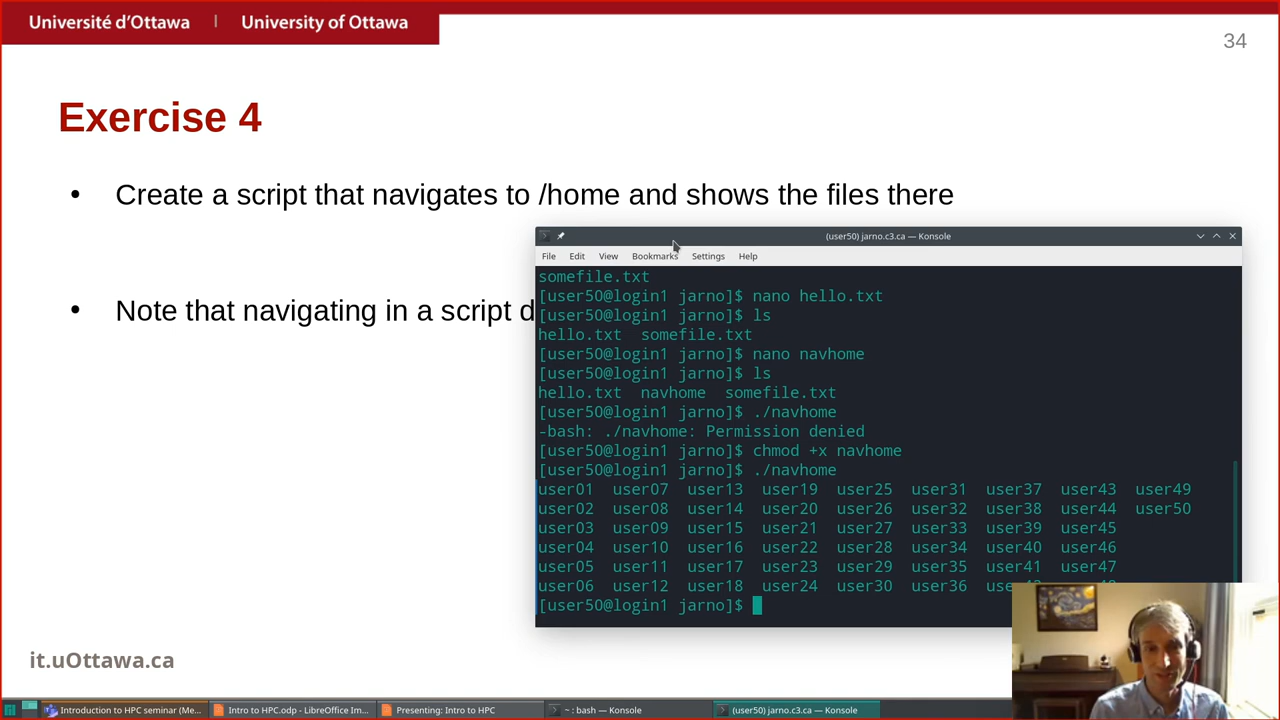 Université d'Ottawa | University of Ottawa
34
Exercise 4
• Create a script that navigates to /home and shows the files there
• Note that navigating in a script d
(user50) jarno.c3.ca — Konsole
File Edit View Bookmarks Settings Help
somefile.txt
[user50@login1 jarno]$ nano hello.txt
[user50@login1 jarno]$ ls
hello.txt somefile.txt
[user50@login1 jarno]$ nano navhome
[user50@login1 jarno]$ ls
hello.txt navhome somefile.txt
[user50@login1 jarno]$ ./navhome
-bash: ./navhome: Permission denied
[user50@login1 jarno]$ chmod +x navhome
[user50@login1 jarno]$ ./navhome
user01 user07 user13 user19 user25 user31 user37 user43 user49
user02 user08 user14 user20 user26 user32 user38 user44 user50
user03 user09 user15 user21 user27 user33 user39 user45
user04 user10 user16 user22 user28 user34 user40 user46
user05 user11 user17 user23 user29 user35 user41 user47
user06 user12 user18 user24 user30 user36
[user50@login1 jarno]$
it.uOttawa.ca
Introduction to HPC seminar (Me... Intro to HPC.odp - LibreOffice Im... Presenting: Intro to HPC ~ : bash — Konsole (user50) jarno.c3.ca — Konsole